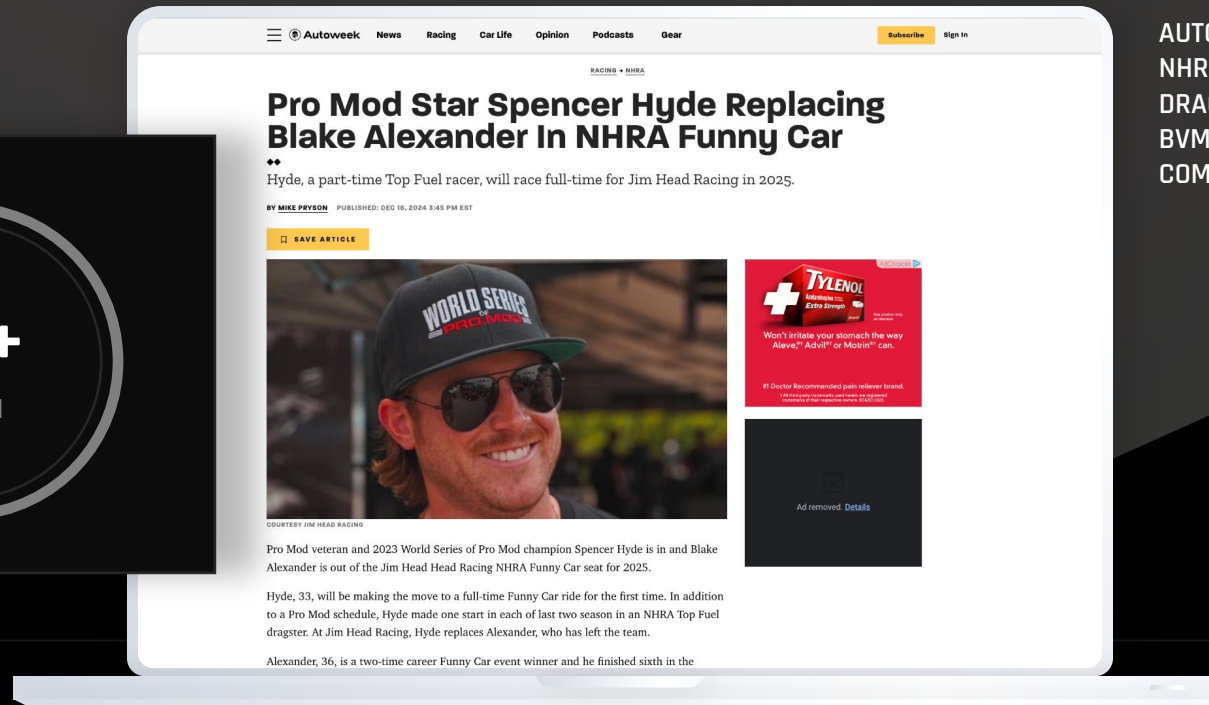 Autoweek News Racing Car Life Opinion Podcasts Gear Subscribe Sign In
RACING NHRA
Pro Mod Star Spencer Hyde Replacing
Blake Alexander In NHRA Funny Car
Hyde, a part-time Top Fuel racer, will race full-time for Jim Head Racing in 2025.
BY MIKE PRYSON PUBLISHED: DEC 16, 2024 3:45 PM EST
SAVE ARTICLE
WORLD SERIES
OF
PRO MOD
COURTESY JIM HEAD RACING
Pro Mod veteran and 2023 World Series of Pro Mod champion Spencer Hyde is in and Blake
Alexander is out of the Jim Head Head Racing NHRA Funny Car seat for 2025.
Hyde, 33, will be making the move to a full-time Funny Car ride for the first time. In addition
to a Pro Mod schedule, Hyde made one start in each of last two season in an NHRA Top Fuel
dragster. At Jim Head Racing, Hyde replaces Alexander, who has left the team.
Alexander, 36, is a two-time career Funny Car event winner and he finished sixth in the
AdChoices
TYLENOL
Acetaminophen
Extra Strength
Use product only
as directed.
Won't irritate your stomach the way
Aleve,®† Advil®† or Motrin®† can.
#1 Doctor Recommended pain reliever brand.
Ad removed. Details
AUTO
NHR
DRA
BVM
COM